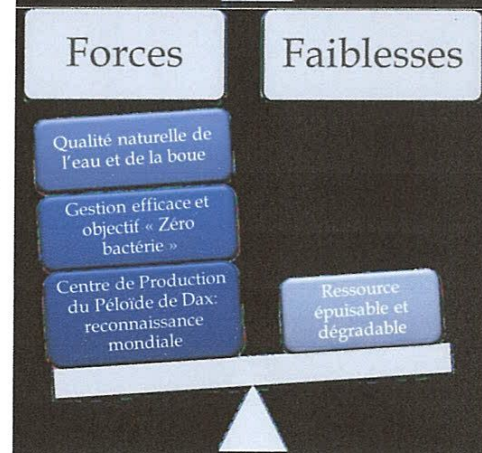 Forces
Faiblesses
Qualité naturelle de
l'eau et de la boue
Gestion efficace et
objectif « Zéro
bactérie »
Centre de Production
du Péloïde de Dax:
reconnaissance
mondiale
Ressource
épuisable et
dégradable